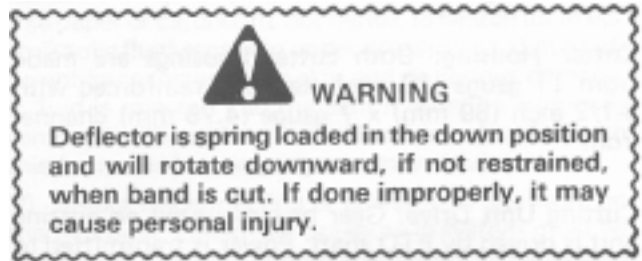 WARNING
Deflector is spring loaded in the down position
and will rotate downward, if not restrained,
when band is cut. If done improperly, it may
cause personal injury.